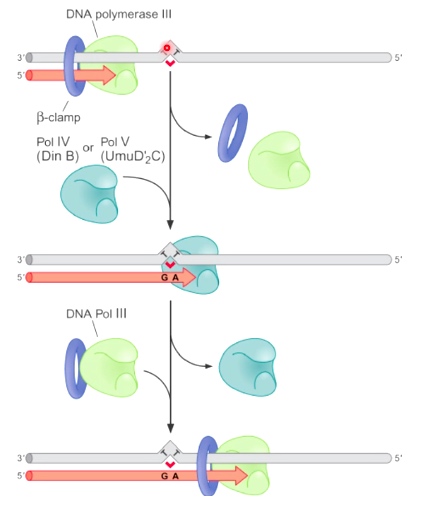 DNA polymerase III
3' 5'
5'
β-clamp
Pol IV or Pol V
(Din B) (UmuD'₂C)
3' 5'
5' G A
DNA Pol III
3' 5'
5' G A